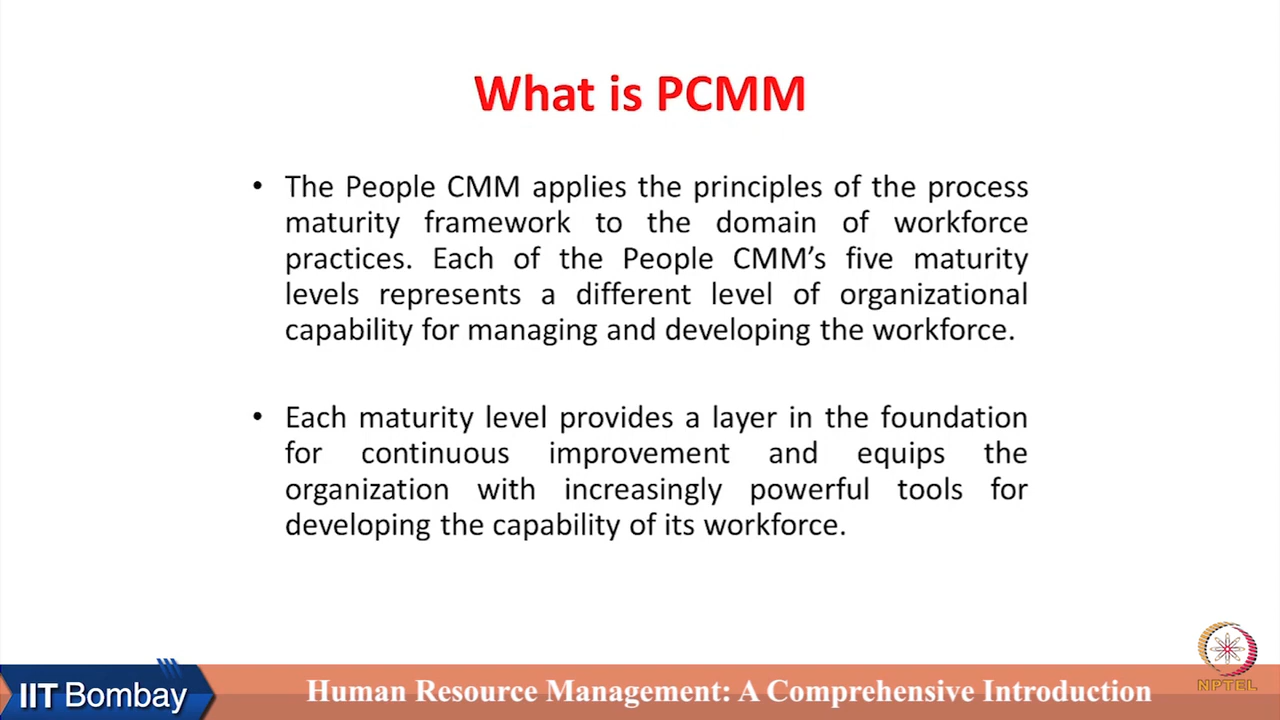 What is PCMM
• The People CMM applies the principles of the process
maturity framework to the domain of workforce
practices. Each of the People CMM’s five maturity
levels represents a different level of organizational
capability for managing and developing the workforce.
• Each maturity level provides a layer in the foundation
for continuous improvement and equips the
organization with increasingly powerful tools for
developing the capability of its workforce.
NPTEL
IIT Bombay
Human Resource Management: A Comprehensive Introduction